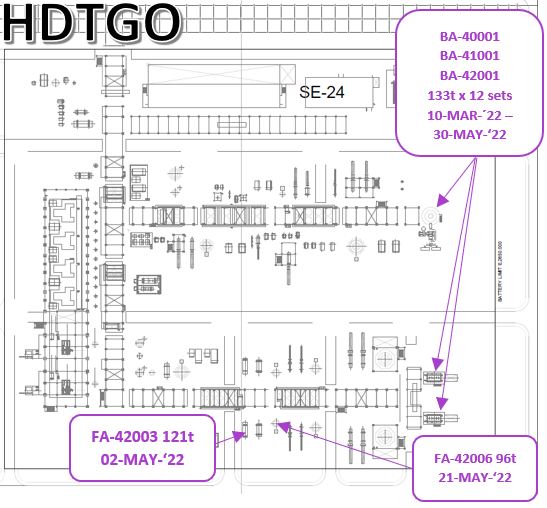 HDTGO
BA-40001
BA-41001
BA-42001
133t x 12 sets
10-MAR-´22 –
30-MAY-‘22
SE-24
BATTERY LIMIT E.2650.000
FA-42003 121t
02-MAY-‘22
FA-42006 96t
21-MAY-‘22